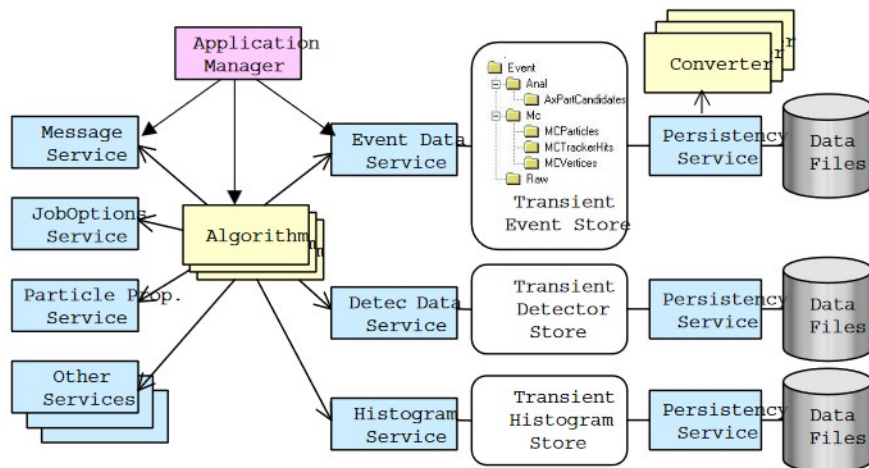 Application
Manager
Message
Service
JobOptions
Service
Particle Prop.
Service
Other
Services
Algorithm
Event Data
Service
Detec Data
Service
Histogram
Service
Event
Anal
AxPartCandidates
Mc
MCParticles
MCTrackerHits
MCVertices
Raw
Transient
Event Store
Transient
Detector
Store
Transient
Histogram
Store
Converter
Persistency
Service
Data
Files
Persistency
Service
Data
Files
Persistency
Service
Data
Files